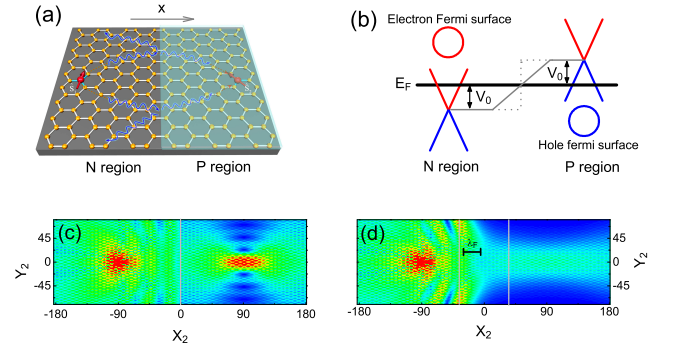 (a)
x
S
S
N region
P region
(b)
Electron Fermi surface
E_F
V_0
V_0
Hole fermi surface
N region
P region
(c)
Y_2
45
0
-45
-180
-90
0
90
180
X_2
(d)
λ_F
45
0
-45
Y_2
-180
-90
0
90
180
X_2